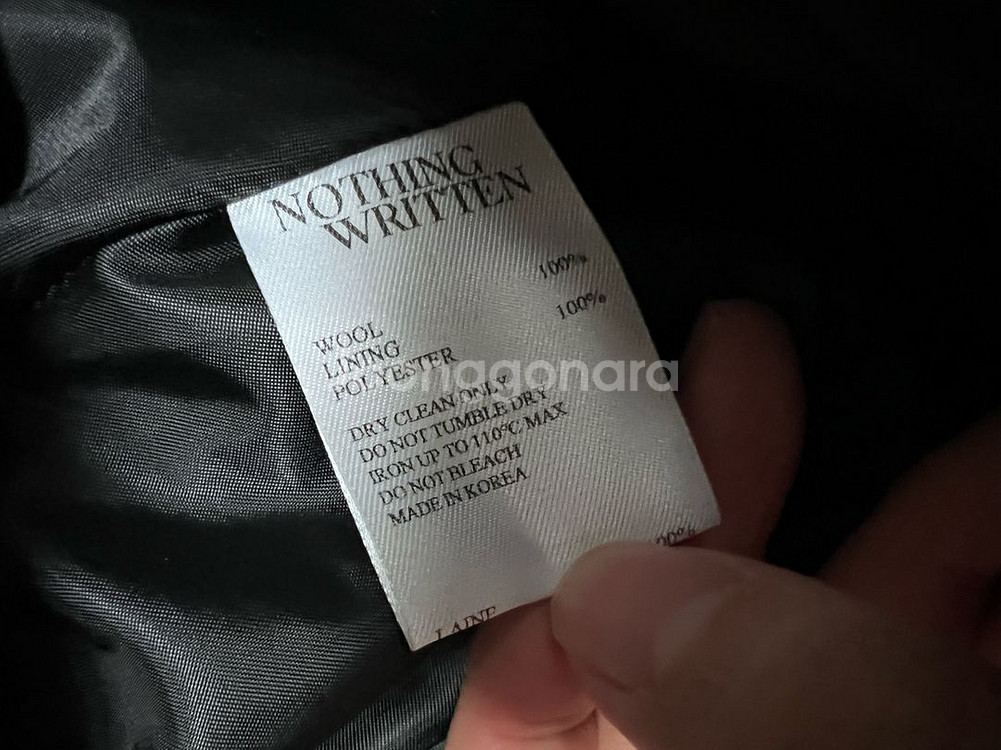 NOTHING
WRITTEN
WOOL 100%
LINING
POLYESTER 100%
DRY CLEAN ONLY
DO NOT TUMBLE DRY
IRON UP TO 110°C MAX
DO NOT BLEACH
MADE IN KOREA
LAINE